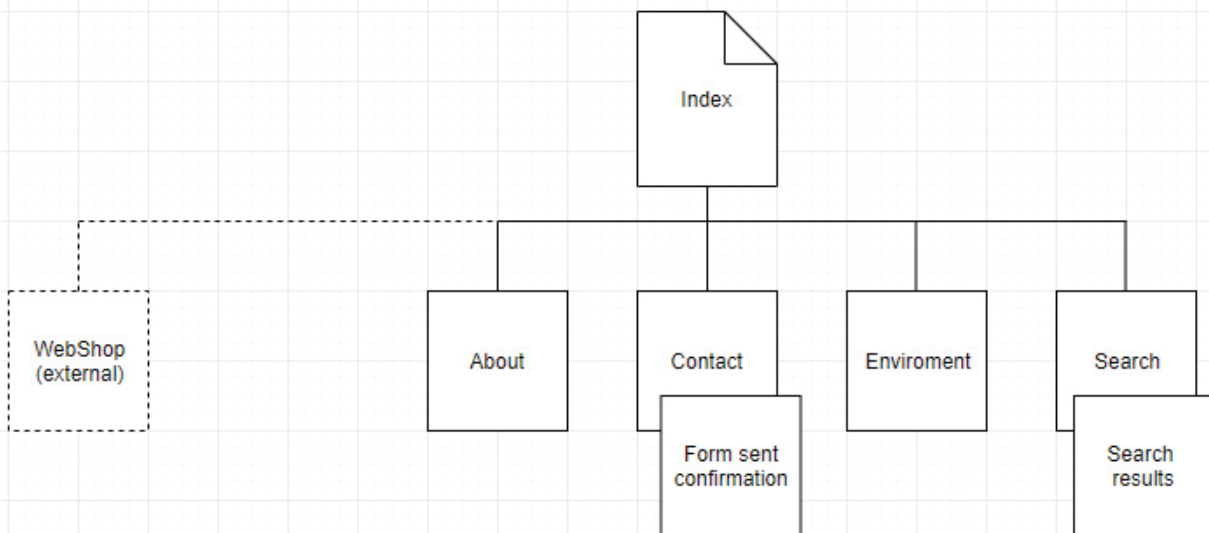 Index
WebShop
(external)
About
Contact
Enviroment
Search
Form sent
confirmation
Search
results